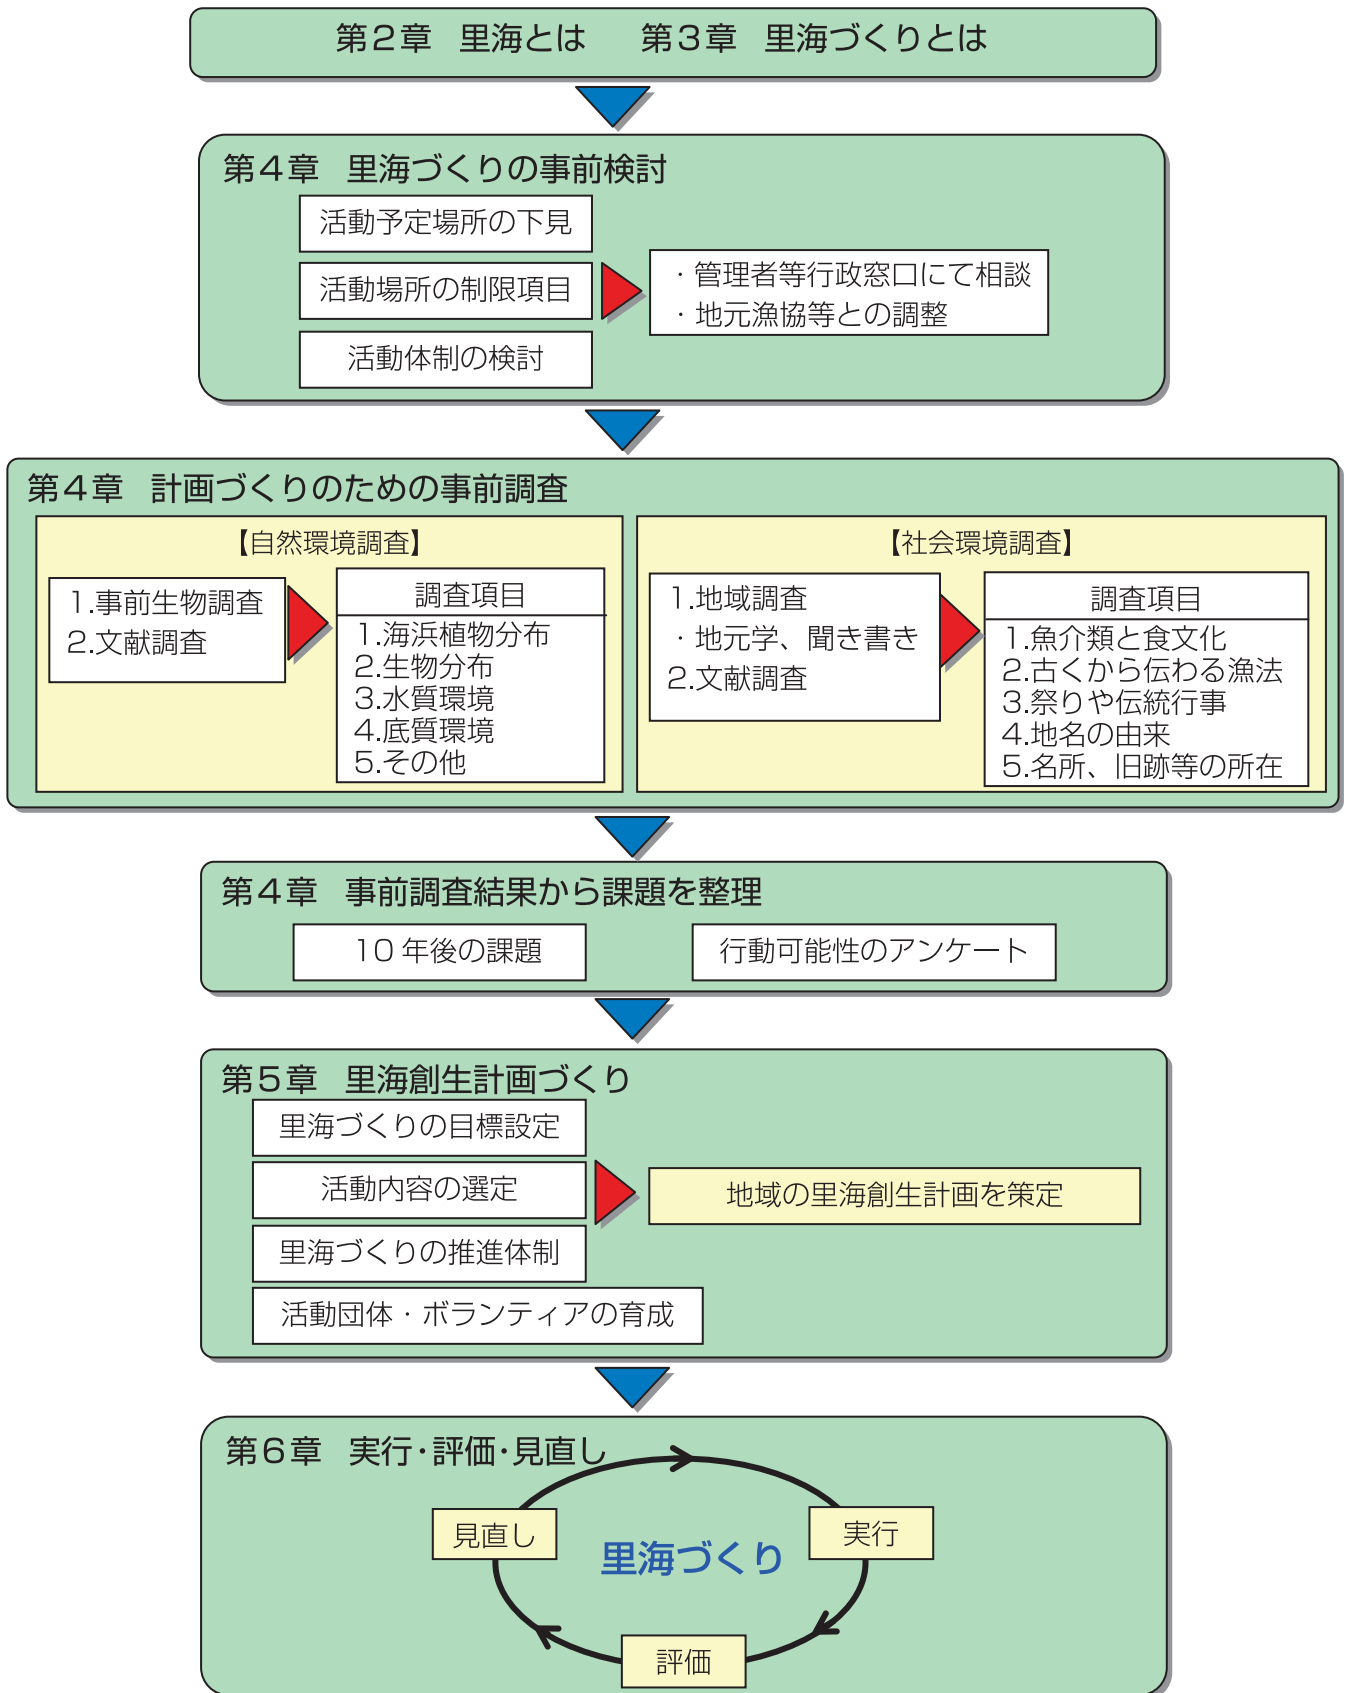 第２章 里海とは 第３章 里海づくりとは
第４章 里海づくりの事前検討
活動予定場所の下見
活動場所の制限項目
・管理者等行政窓口にて相談
・地元漁協等との調整
活動体制の検討
第４章 計画づくりのための事前調査
【自然環境調査】
1.事前生物調査
2.文献調査
調査項目
1.海浜植物分布
2.生物分布
3.水質環境
4.底質環境
5.その他
【社会環境調査】
1.地域調査
・地元学、聞き書き
2.文献調査
調査項目
1.魚介類と食文化
2.古くから伝わる漁法
3.祭りや伝統行事
4.地名の由来
5.名所、旧跡等の所在
第４章 事前調査結果から課題を整理
10年後の課題
行動可能性のアンケート
第５章 里海創生計画づくり
里海づくりの目標設定
活動内容の選定
里海づくりの推進体制
活動団体・ボランティアの育成
地域の里海創生計画を策定
第６章 実行・評価・見直し
見直し
実行
里海づくり
評価